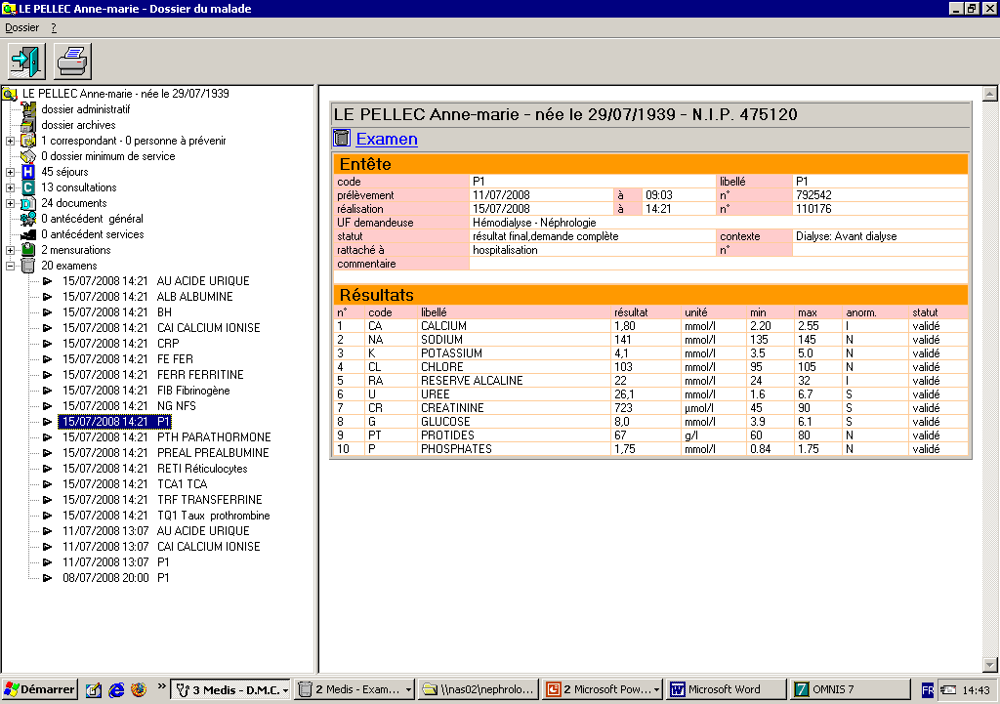 LE PELLEC Anne-marie - Dossier du malade
Dossier ?
LE PELLEC Anne-marie - née le 29/07/1939
dossier administratif
dossier archives
1 correspondant - 0 personne à prévenir
0 dossier minimum de service
45 séjours
13 consultations
24 documents
0 antécédent général
0 antécédent services
2 mensurations
20 examens
15/07/2008 14:21 AU ACIDE URIQUE
15/07/2008 14:21 ALB ALBUMINE
15/07/2008 14:21 BH
15/07/2008 14:21 CAI CALCIUM IONISE
15/07/2008 14:21 CRP
15/07/2008 14:21 FE FER
15/07/2008 14:21 FERR FERRITINE
15/07/2008 14:21 FIB Fibrinogène
15/07/2008 14:21 NG NFS
15/07/2008 14:21 P1
15/07/2008 14:21 PTH PARATHORMONE
15/07/2008 14:21 PREAL PREALBUMINE
15/07/2008 14:21 RETI Réticulocytes
15/07/2008 14:21 TCA1 TCA
15/07/2008 14:21 TRF TRANSFERRINE
15/07/2008 14:21 TQ1 Taux prothrombine
11/07/2008 13:07 AU ACIDE URIQUE
11/07/2008 13:07 CAI CALCIUM IONISE
11/07/2008 13:07 P1
08/07/2008 20:00 P1
LE PELLEC Anne-marie - née le 29/07/1939 - N.I.P. 475120
Examen
Entête
code P1 libellé P1
prélèvement 11/07/2008 à 09:03 n° 792542
réalisation 15/07/2008 à 14:21 n° 110176
UF demandeuse Hémodialyse - Néphrologie
statut résultat final,demande complète contexte Dialyse: Avant dialyse
rattaché à hospitalisation n°
commentaire
Résultats
n° code libellé résultat unité min max anorm. statut
1 CA CALCIUM 1,80 mmol/l 2.20 2.55 I validé
2 NA SODIUM 141 mmol/l 135 145 N validé
3 K POTASSIUM 4,1 mmol/l 3.5 5.0 N validé
4 CL CHLORE 103 mmol/l 95 105 N validé
5 RA RESERVE ALCALINE 22 mmol/l 24 32 I validé
6 U UREE 26,1 mmol/l 1.6 6.7 S validé
7 CR CREATININE 723 µmol/l 45 90 S validé
8 G GLUCOSE 8,0 mmol/l 3.9 6.1 S validé
9 PT PROTIDES 67 g/l 60 80 N validé
10 P PHOSPHATES 1,75 mmol/l 0.84 1.75 N validé
Démarrer » 3 Medis - D.M.C. 2 Medis - Exam... \\nas02\nephrolo... 2 Microsoft Pow... Microsoft Word OMNIS 7 FR 14:43